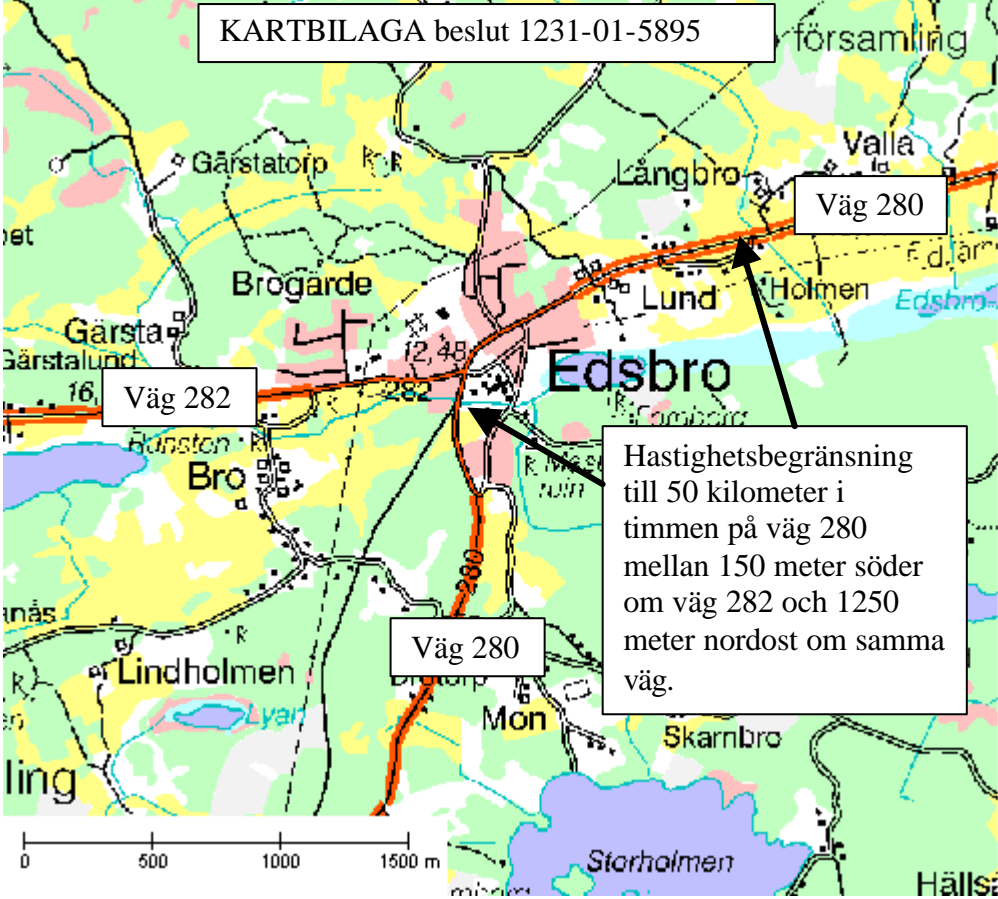 KARTBILAGA beslut 1231-01-5895
församling
Valla
Gärstatorp
R
R
Långbro
Väg 280
Brogarde
Lund
Holmen
Gärsta
Gärstalund
12,48
Edsbro
16,
Väg 282
282
Runsten
R
Bro
R
R
ruin
Hastighetsbegränsning
till 50 kilometer i
timmen på väg 280
mellan 150 meter söder
om väg 282 och 1250
meter nordost om samma
väg.
280
R
Väg 280
Lindholmen
R
Lyan
Mon
Skarnbro
ling
0 500 1000 1500 m
Storholmen